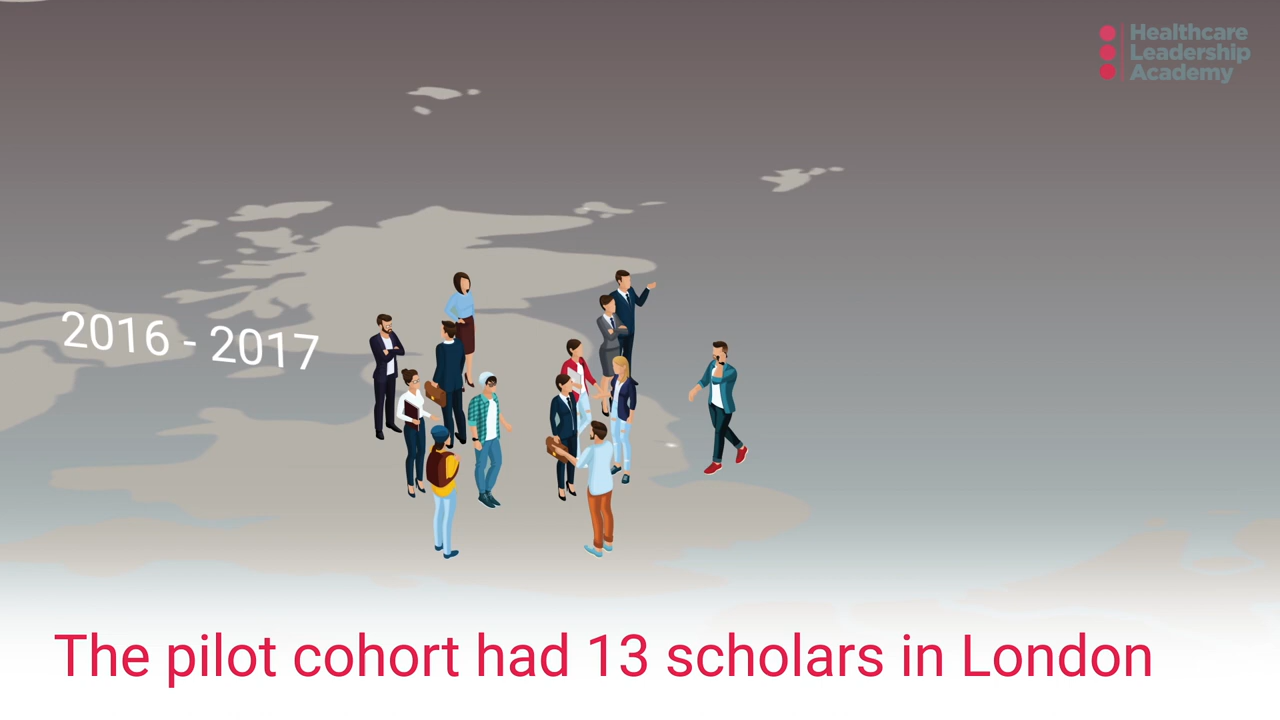 Healthcare
Leadership
Academy
2016 - 2017
The pilot cohort had 13 scholars in London